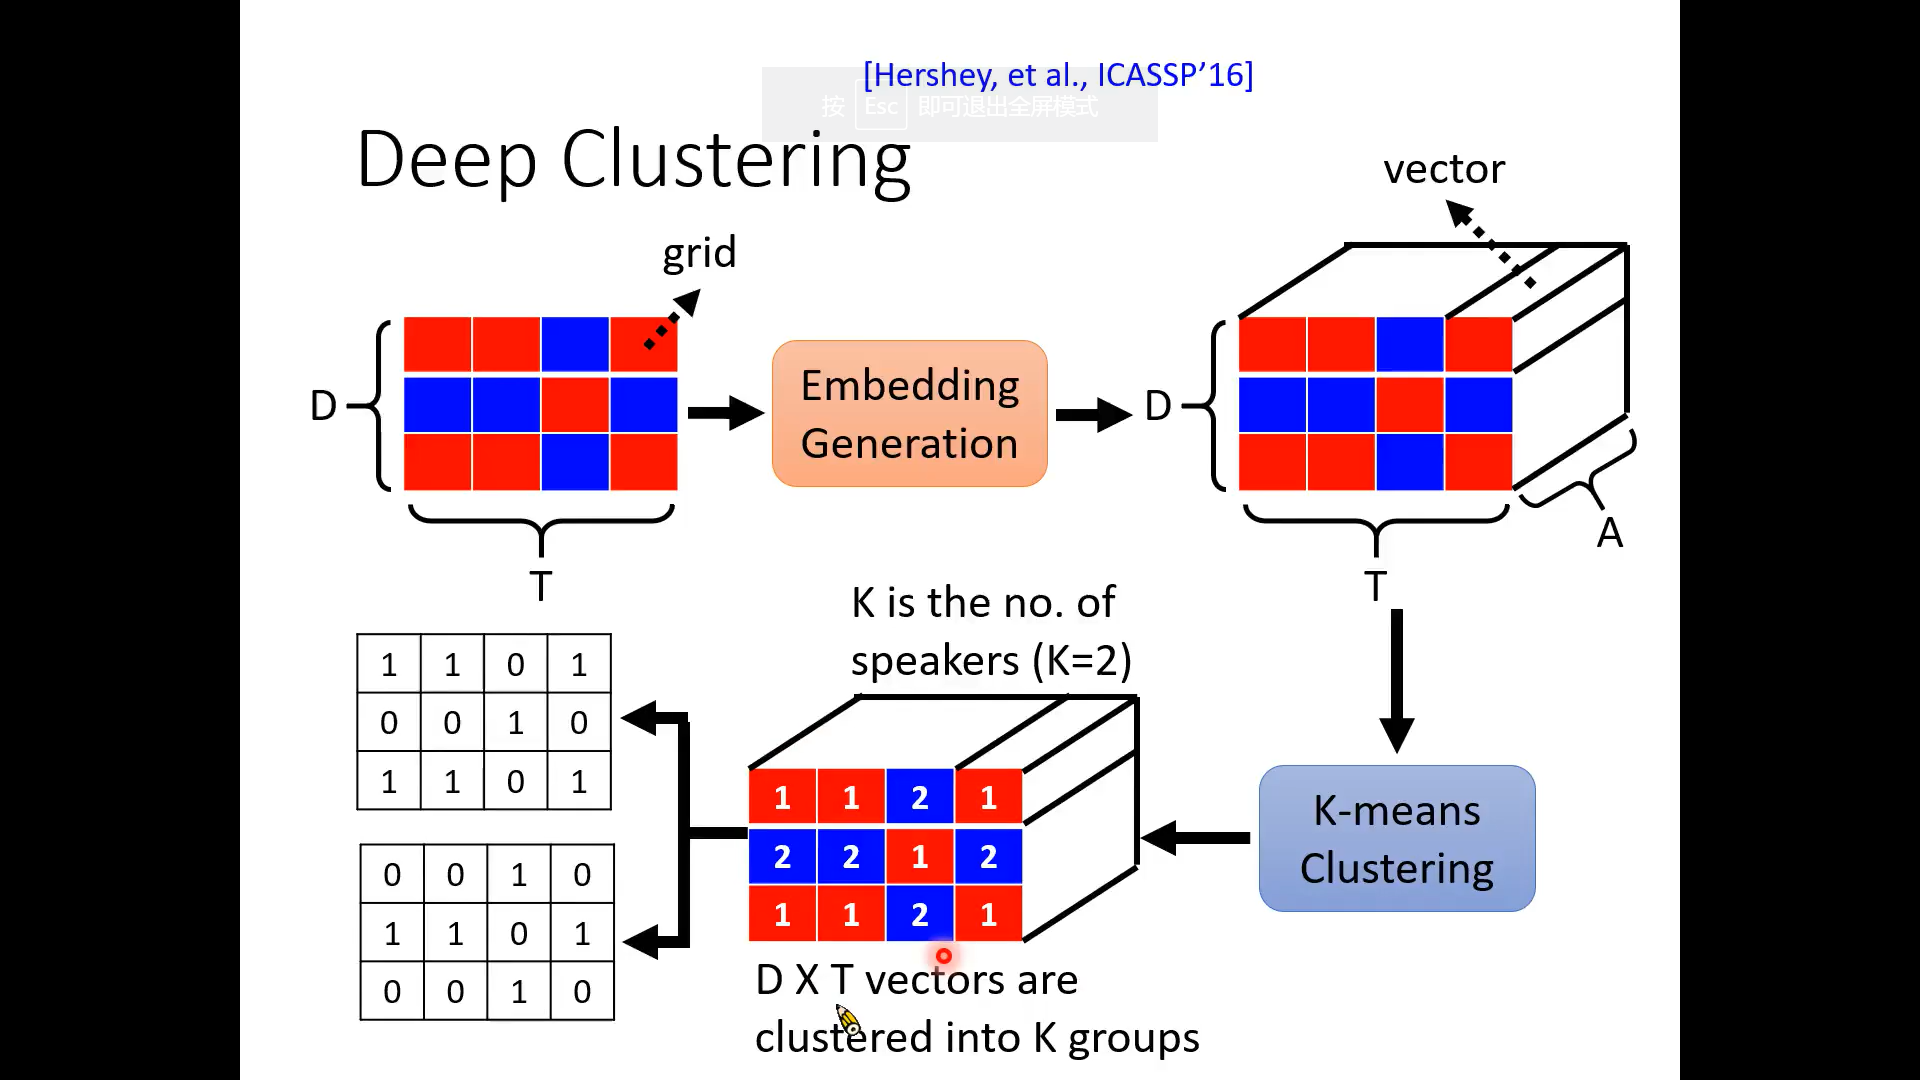 [Hershey, et al., ICASSP’16]
按 Esc 即可退出全屏模式
Deep Clustering
grid
vector
D
Embedding
Generation
D
A
T
T
K is the no. of
speakers (K=2)
1 1 0 1
0 0 1 0
1 1 0 1
1 1 2 1
2 2 1 2
1 1 2 1
K-means
Clustering
0 0 1 0
1 1 0 1
0 0 1 0
D X T vectors are
clustered into K groups